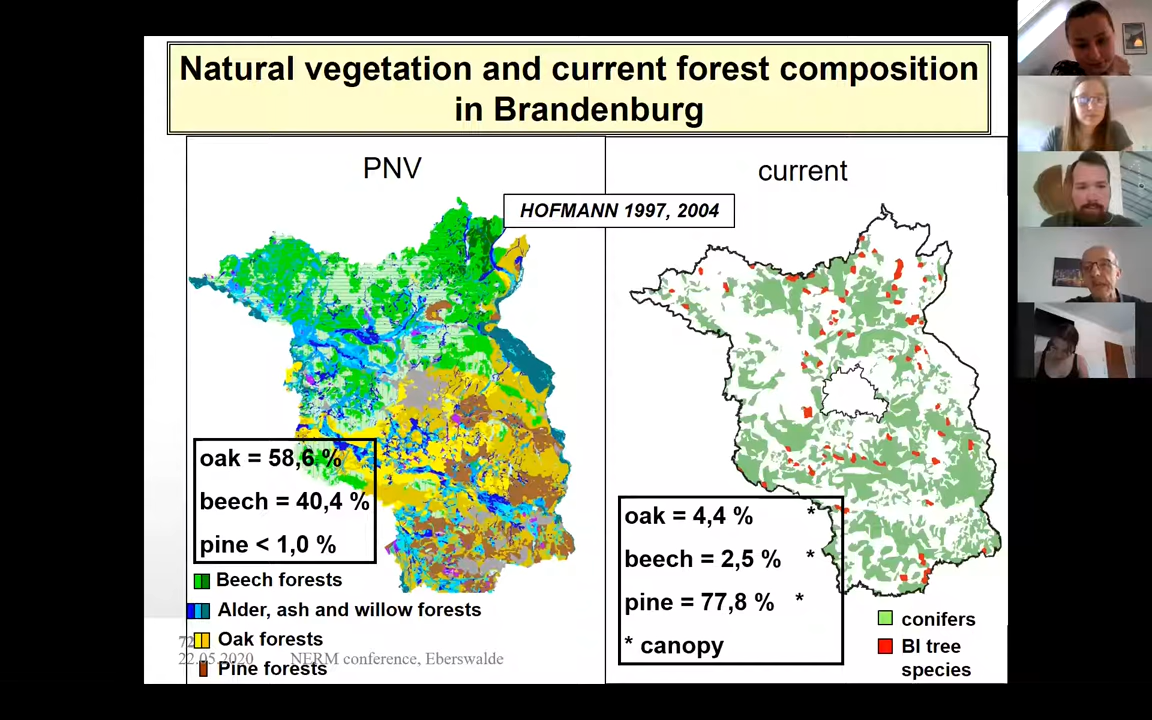 Natural vegetation and current forest composition
in Brandenburg
PNV
current
HOFMANN 1997, 2004
oak = 58,6 %
beech = 40,4 %
pine < 1,0 %
Beech forests
Alder, ash and willow forests
Oak forests
Pine forests
72
22.05.2020 NERM conference, Eberswalde
oak = 4,4 % *
beech = 2,5 % *
pine = 77,8 % *
* canopy
conifers
Bl tree
species